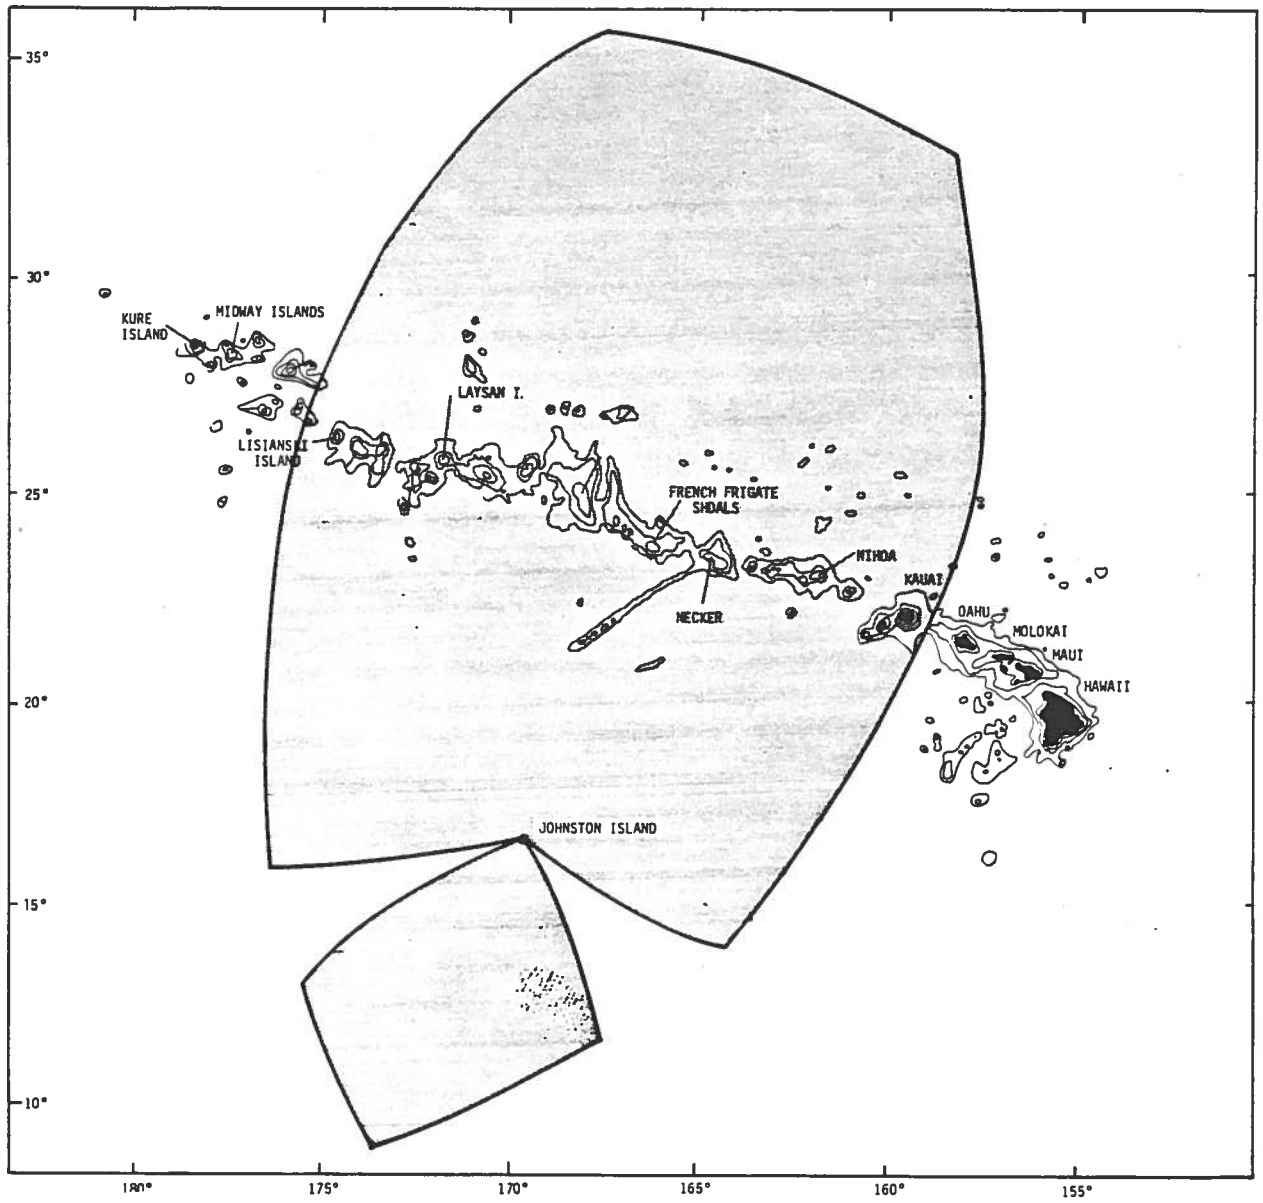 35°
30°
KURE
ISLAND
MIDWAY ISLANDS
LAYSAN I.
LISIANSKI
ISLAND
25°
FRENCH FRIGATE
SHOALS
NIHOA
KAUAI
NECKER
OAHU
MOLOKAI
MAUI
HAWAII
20°
JOHNSTON ISLAND
15°
10°
180°
175°
170°
165°
160°
155°